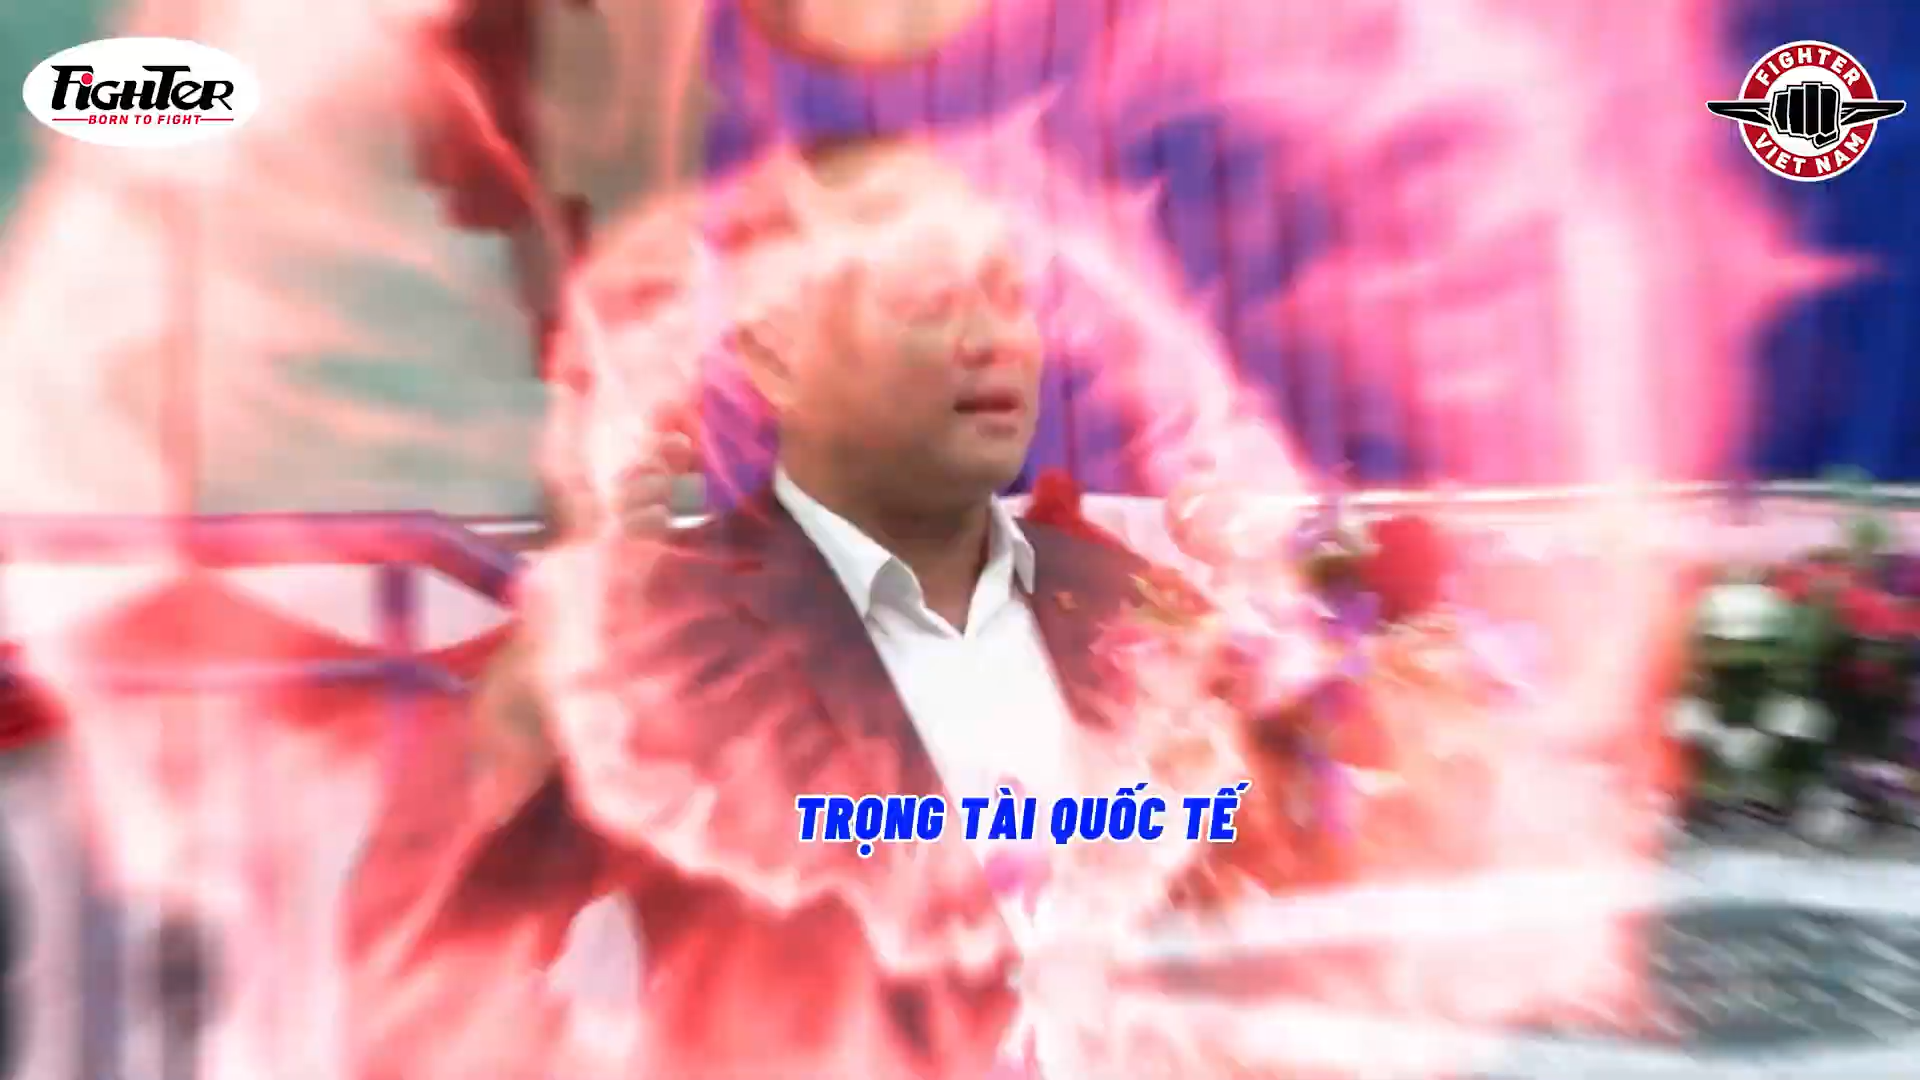 FIGHTER
BORN TO FIGHT
FIGHTER
VIET NAM
TRỌNG TÀI QUỐC TẾ